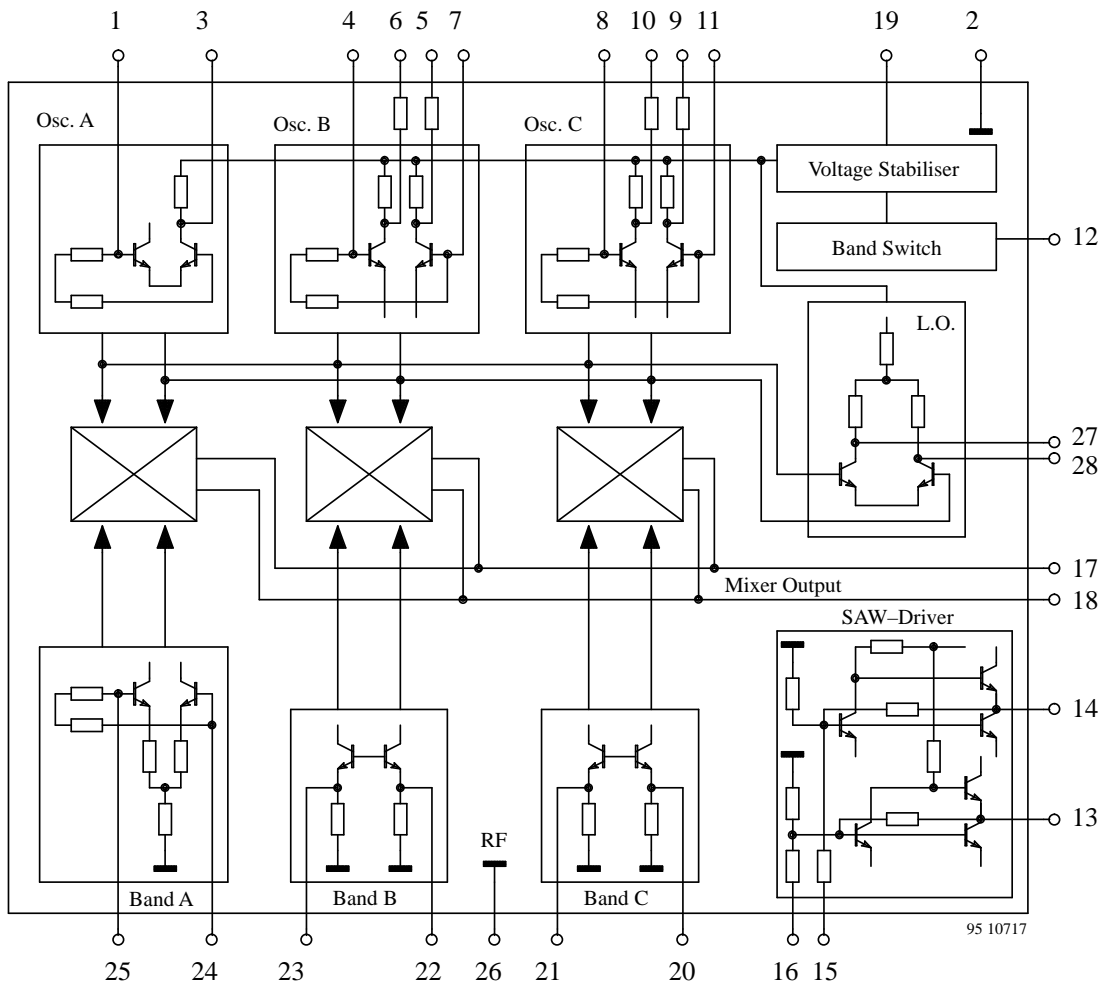 1 3 4 6 5 7 8 10 9 11 19 2
Osc. A
Osc. B
Osc. C
Voltage Stabiliser
Band Switch
12
L.O.
27
28
17
Mixer Output
18
SAW–Driver
14
13
RF
Band A
Band B
Band C
95 10717
25 24 23 22 26 21 20 16 15